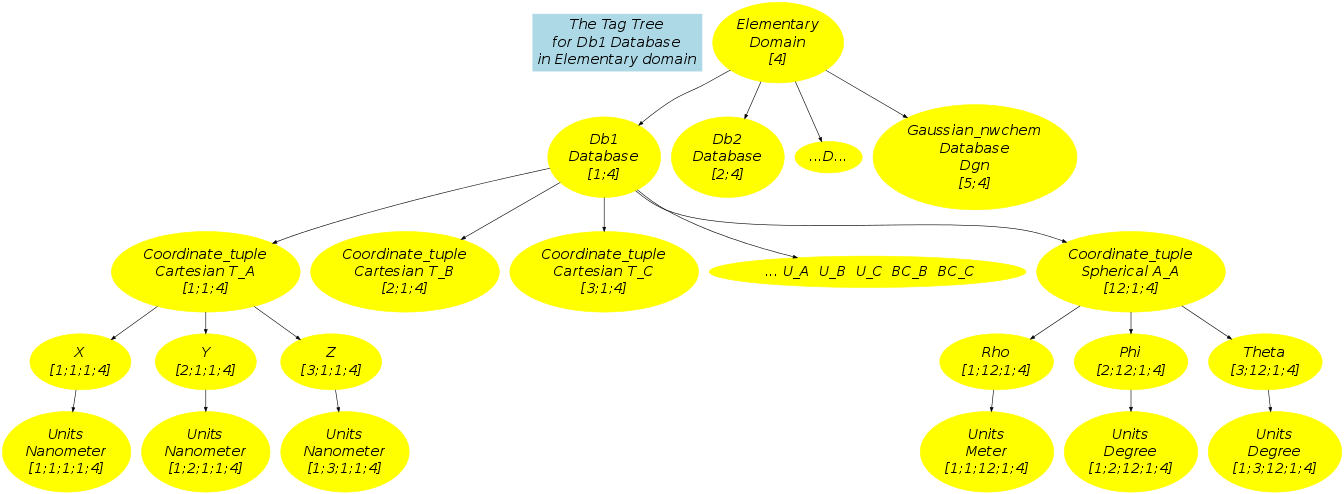 The Tag Tree
for Db1 Database
in Elementary domain
Elementary
Domain
[4]
Db1
Database
[1;4]
Db2
Database
[2;4]
...D...
Gaussian_nwchem
Database
Dgn
[5;4]
Coordinate_tuple
Cartesian T_A
[1;1;4]
Coordinate_tuple
Cartesian T_B
[2;1;4]
Coordinate_tuple
Cartesian T_C
[3;1;4]
... U_A  U_B  U_C  BC_B  BC_C
Coordinate_tuple
Spherical A_A
[12;1;4]
X
[1;1;1;4]
Y
[2;1;1;4]
Z
[3;1;1;4]
Rho
[1;12;1;4]
Phi
[2;12;1;4]
Theta
[3;12;1;4]
Units
Nanometer
[1;1;1;1;4]
Units
Nanometer
[1;2;1;1;4]
Units
Nanometer
[1;3;1;1;4]
Units
Meter
[1;1;12;1;4]
Units
Degree
[1;2;12;1;4]
Units
Degree
[1;3;12;1;4]